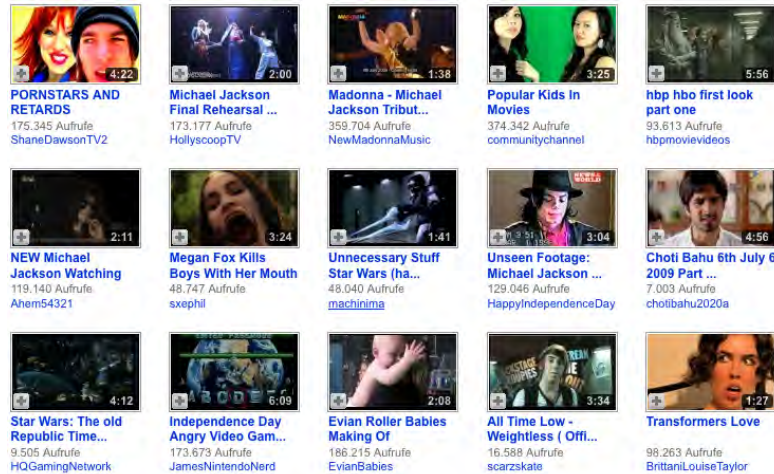 4:22
2:00
MADONNA
1:38
3:25
5:56
PORNSTARS AND
RETARDS
175.345 Aufrufe
ShaneDawsonTV2
Michael Jackson
Final Rehearsal ...
173.177 Aufrufe
HollyscoopTV
Madonna - Michael
Jackson Tribut...
359.704 Aufrufe
NewMadonnaMusic
Popular Kids In
Movies
374.342 Aufrufe
communitychannel
hbp hbo first look
part one
93.613 Aufrufe
hbpmovievideos
2:11
3:24
1:41
NEWS of
WORLD
3:04
4:56
NEW Michael
Jackson Watching
119.140 Aufrufe
Ahem54321
Megan Fox Kills
Boys With Her Mouth
48.747 Aufrufe
sxephil
Unnecessary Stuff
Star Wars (ha...
48.040 Aufrufe
machinima
Unseen Footage:
Michael Jackson ...
129.046 Aufrufe
HappyIndependenceDay
Choti Bahu 6th July 6
2009 Part ...
7.003 Aufrufe
chotibahu2020a
4:12
ENTER PASSWORD
ABCDEF
6:09
2:08
BACKSTAGE
3:34
1:27
Star Wars: The old
Republic Time...
9.505 Aufrufe
HQGamingNetwork
Independence Day
Angry Video Gam...
173.673 Aufrufe
JamesNintendoNerd
Evian Roller Babies
Making Of
186.215 Aufrufe
EvianBabies
All Time Low -
Weightless ( Offi...
16.588 Aufrufe
scarzskate
Transformers Love
98.263 Aufrufe
BrittaniLouiseTaylor